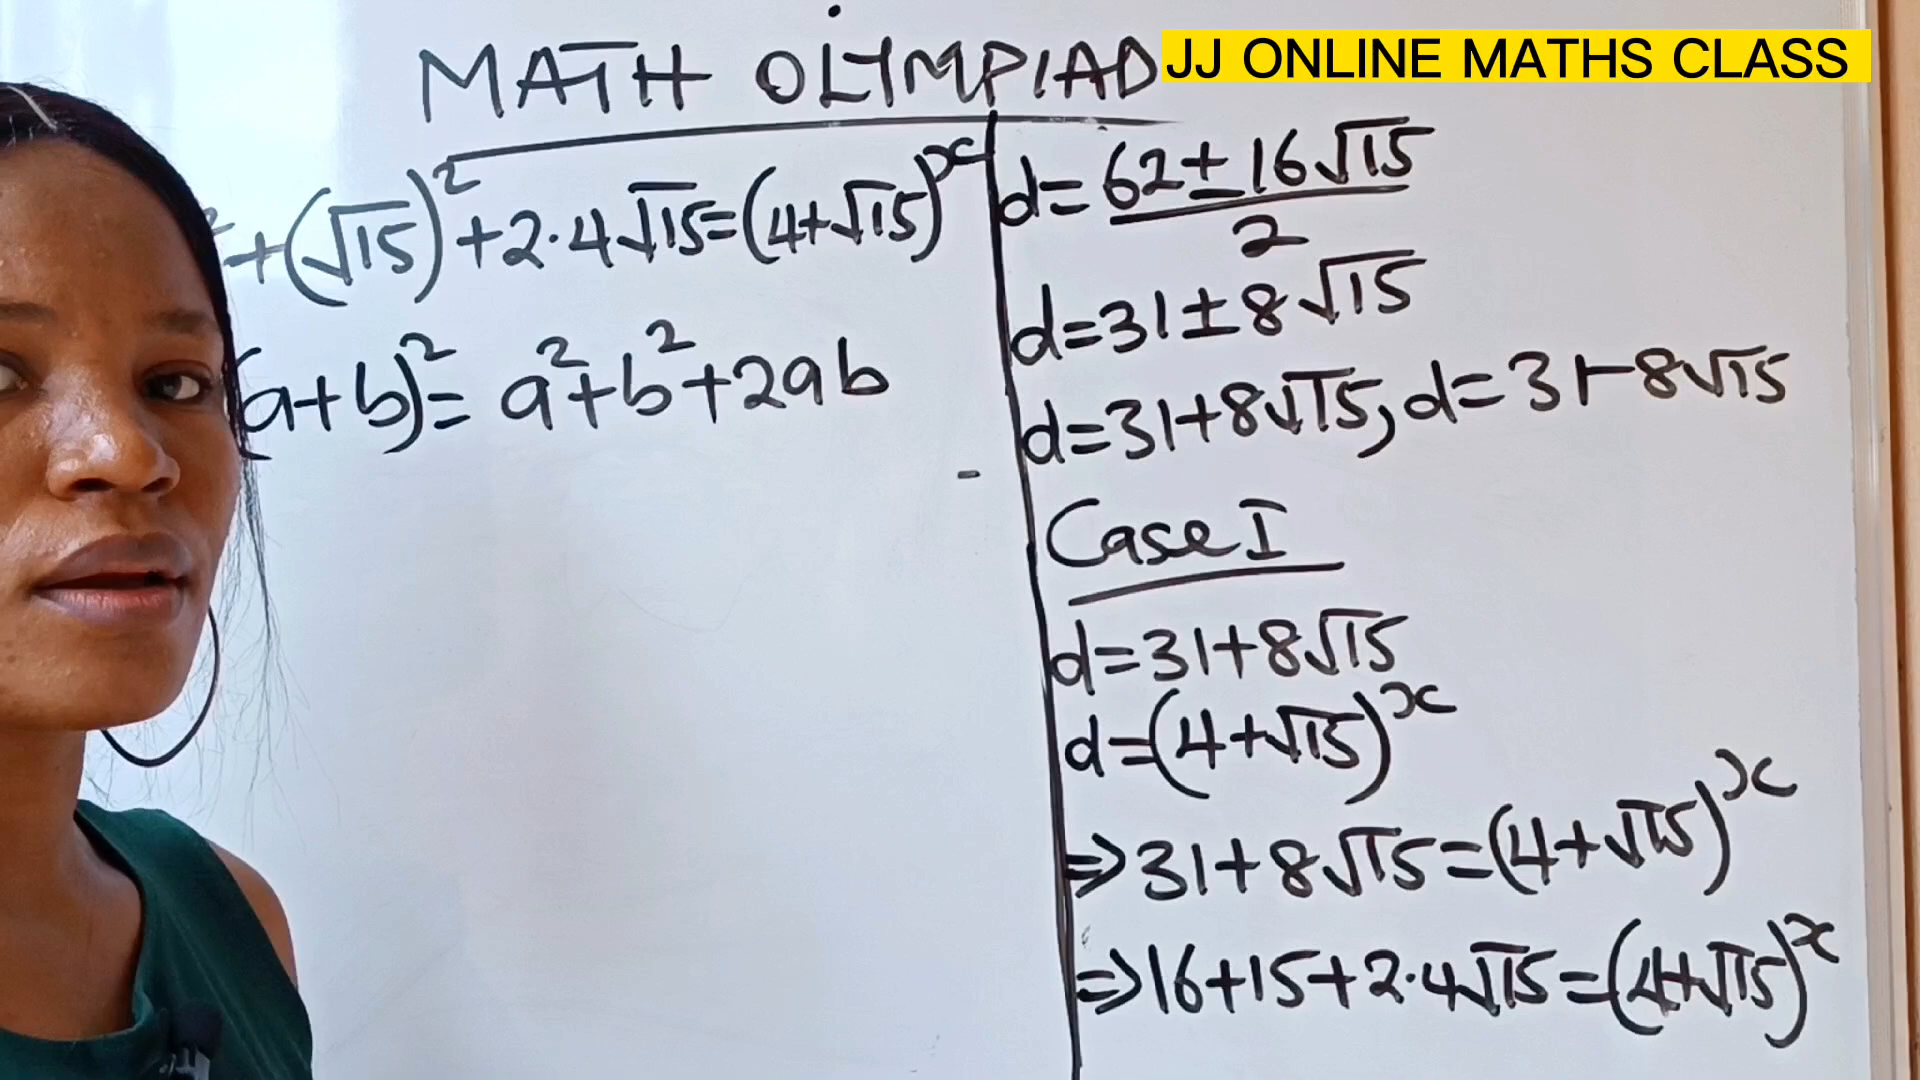 MATH OLYMPIAD
JJ ONLINE MATHS CLASS
² + (√15)² + 2·4√15 = (4+√15)ˣ
(a+b)² = a² + b² + 2ab
d = (62 ± 16√15)/2
d = 31 ± 8√15
d = 31+8√15, d = 31-8√15
Case I
d = 31+8√15
d = (4+√15)ˣ
⇒ 31+8√15 = (4+√15)ˣ
⇒ 16+15+2·4√15 = (4+√15)ˣ